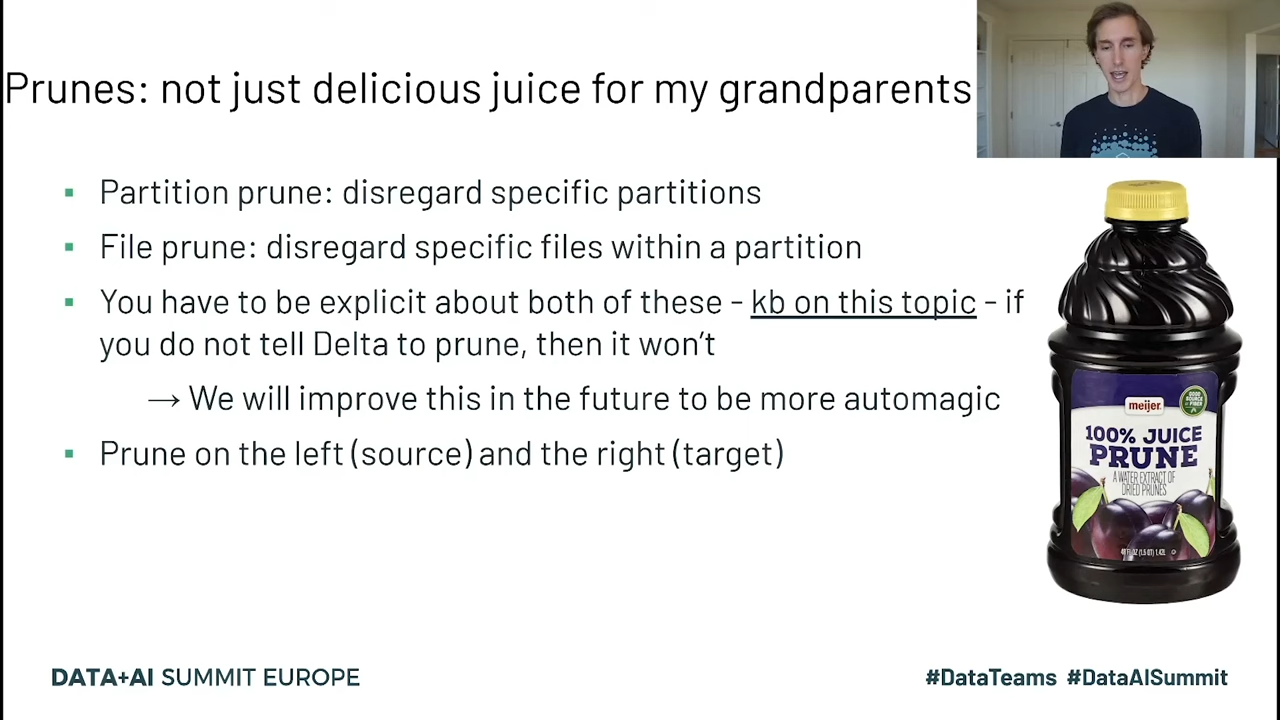 Prunes: not just delicious juice for my grandparents
▪ Partition prune: disregard specific partitions
▪ File prune: disregard specific files within a partition
▪ You have to be explicit about both of these - kb on this topic - if
you do not tell Delta to prune, then it won't
→ We will improve this in the future to be more automagic
▪ Prune on the left (source) and the right (target)
meijer
GOOD
SOURCE
OF FIBER
100% JUICE
PRUNE
A WATER EXTRACT OF
DRIED PRUNES
DATA+AI SUMMIT EUROPE
#DataTeams #DataAISummit